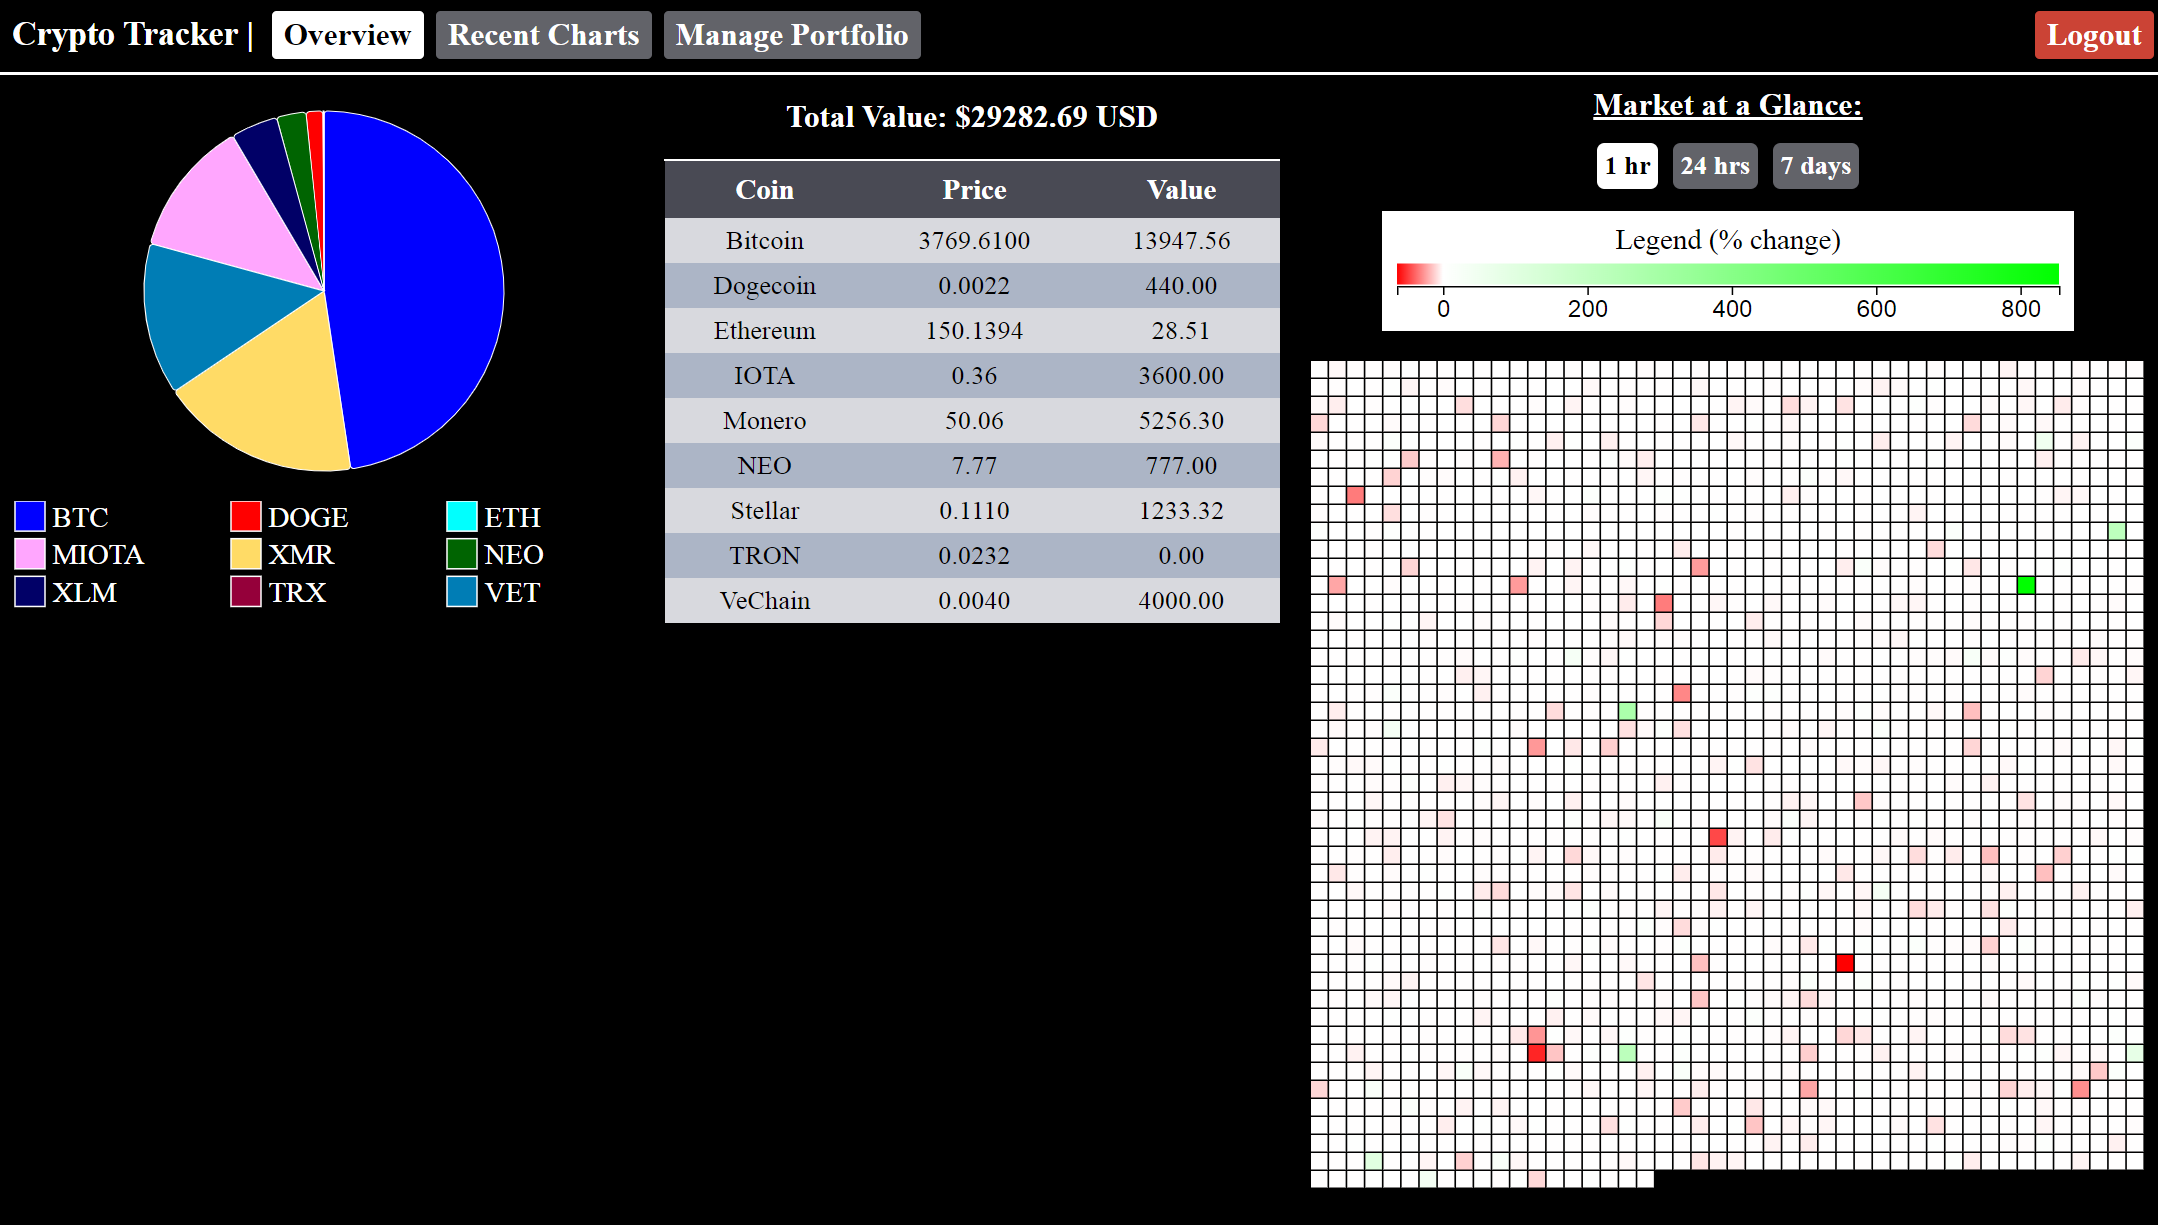 Crypto Tracker | Overview Recent Charts Manage Portfolio Logout
BTC DOGE ETH
MIOTA XMR NEO
XLM TRX VET
Total Value: $29282.69 USD
Coin Price Value
Bitcoin 3769.6100 13947.56
Dogecoin 0.0022 440.00
Ethereum 150.1394 28.51
IOTA 0.36 3600.00
Monero 50.06 5256.30
NEO 7.77 777.00
Stellar 0.1110 1233.32
TRON 0.0232 0.00
VeChain 0.0040 4000.00
Market at a Glance:
1 hr 24 hrs 7 days
Legend (% change)
0 200 400 600 800